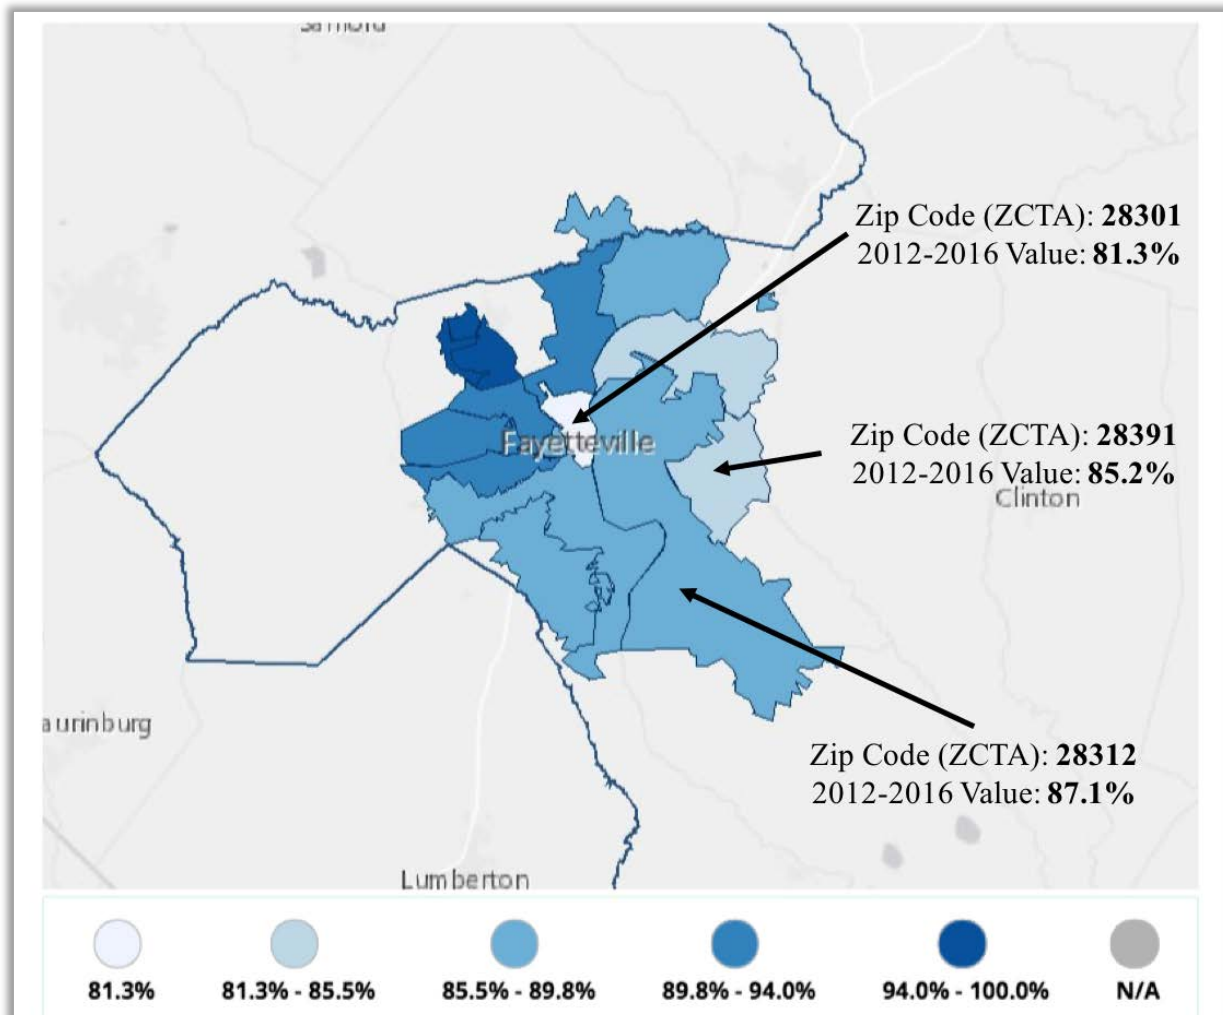 Zip Code (ZCTA): 28301
2012-2016 Value: 81.3%
Fayetteville
Zip Code (ZCTA): 28391
2012-2016 Value: 85.2%
Clinton
aurinburg
Zip Code (ZCTA): 28312
2012-2016 Value: 87.1%
Lumberton
81.3%
81.3% - 85.5%
85.5% - 89.8%
89.8% - 94.0%
94.0% - 100.0%
N/A